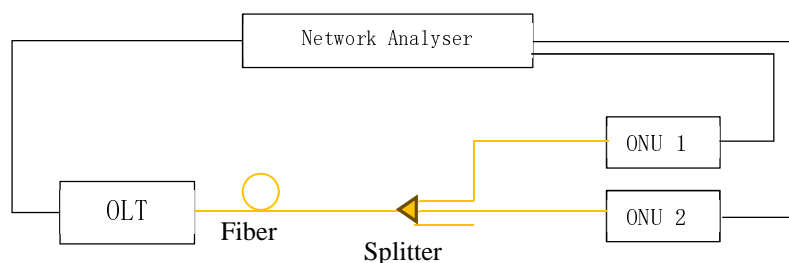 Network Analyser
ONU 1
OLT
ONU 2
Fiber
Splitter